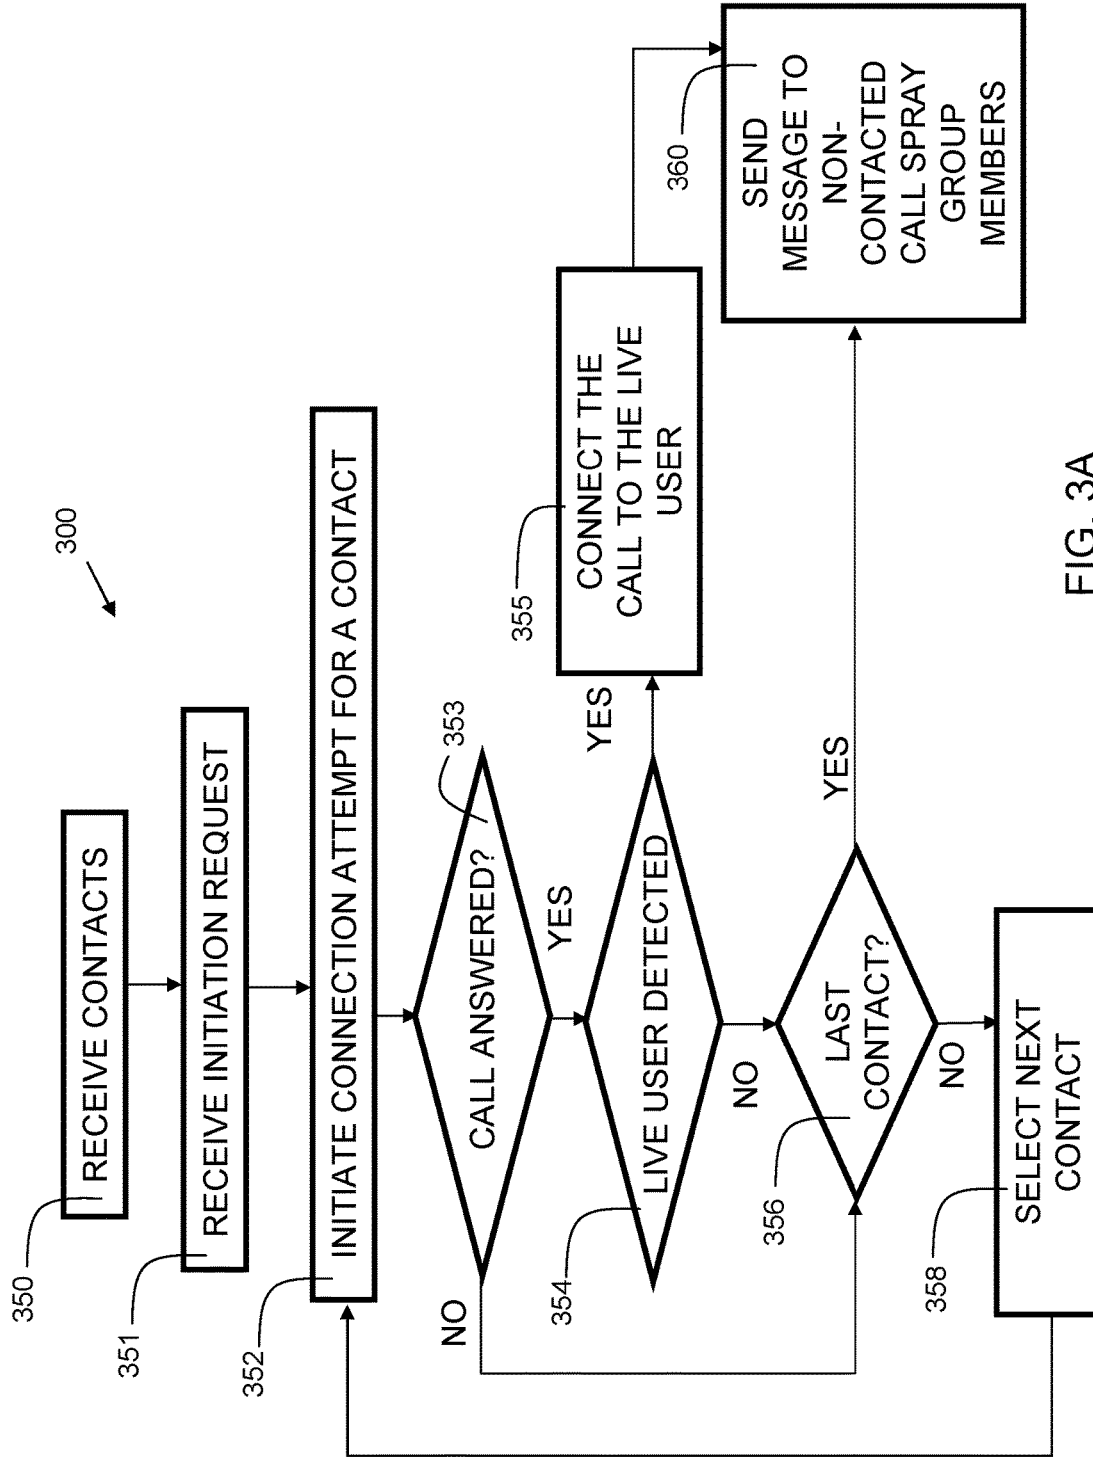 300
350
RECEIVE CONTACTS
351
RECEIVE INITIATION REQUEST
352
INITIATE CONNECTION ATTEMPT FOR A CONTACT
353
CALL ANSWERED?
NO
YES
354
LIVE USER DETECTED
YES
NO
355
CONNECT THE
CALL TO THE LIVE
USER
356
LAST
CONTACT?
YES
NO
358
SELECT NEXT
CONTACT
360
SEND
MESSAGE TO
NON-
CONTACTED
CALL SPRAY
GROUP
MEMBERS
FIG. 3A